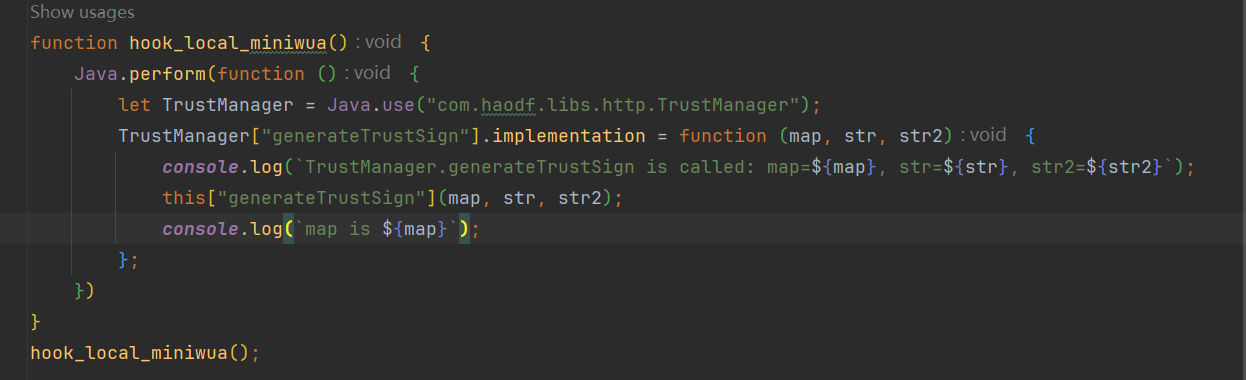 Show usages
function hook_local_miniwua() : void {
    Java.perform(function () : void {
        let TrustManager = Java.use("com.haodf.libs.http.TrustManager");
        TrustManager["generateTrustSign"].implementation = function (map, str, str2) : void {
            console.log(`TrustManager.generateTrustSign is called: map=${map}, str=${str}, str2=${str2}`);
            this["generateTrustSign"](map, str, str2);
            console.log(`map is ${map}`);
        };
    })
}
hook_local_miniwua();